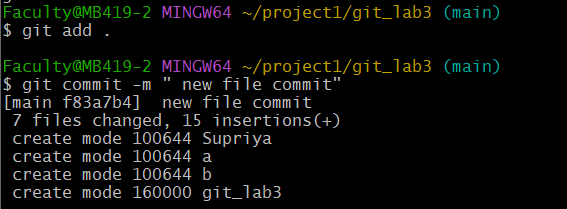 Faculty@MB419-2 MINGW64 ~/project1/git_lab3 (main)
$ git add .
Faculty@MB419-2 MINGW64 ~/project1/git_lab3 (main)
$ git commit -m " new file commit"
[main f83a7b4]  new file commit
 7 files changed, 15 insertions(+)
 create mode 100644 Supriya
 create mode 100644 a
 create mode 100644 b
 create mode 160000 git_lab3